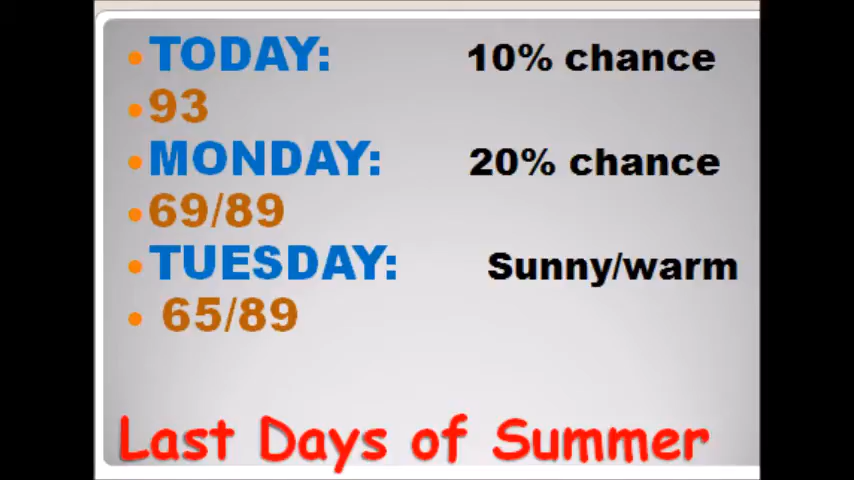 TODAY: 10% chance
93
MONDAY: 20% chance
69/89
TUESDAY: Sunny/warm
65/89
Last Days of Summer